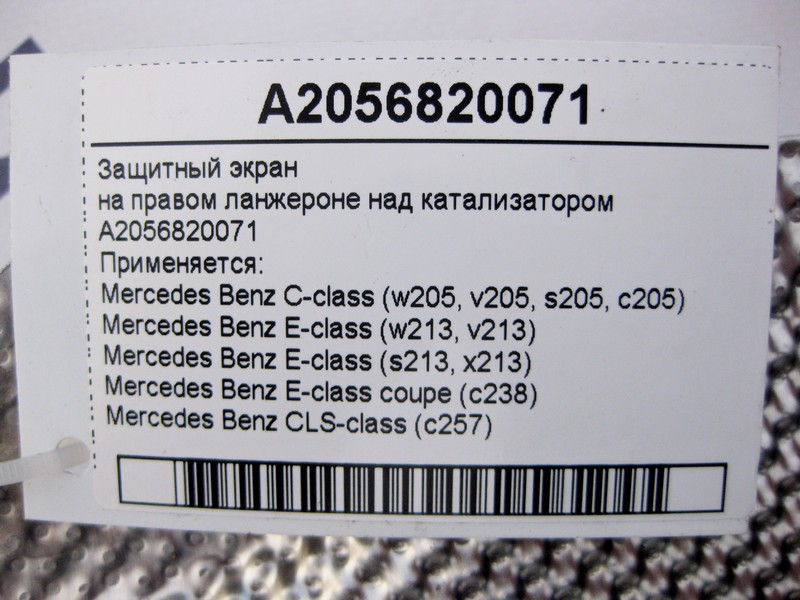 A2056820071
Защитный экран
на правом ланжероне над катализатором
A2056820071
Применяется:
Mercedes Benz C-class (w205, v205, s205, c205)
Mercedes Benz E-class (w213, v213)
Mercedes Benz E-class (s213, x213)
Mercedes Benz E-class coupe (c238)
Mercedes Benz CLS-class (c257)